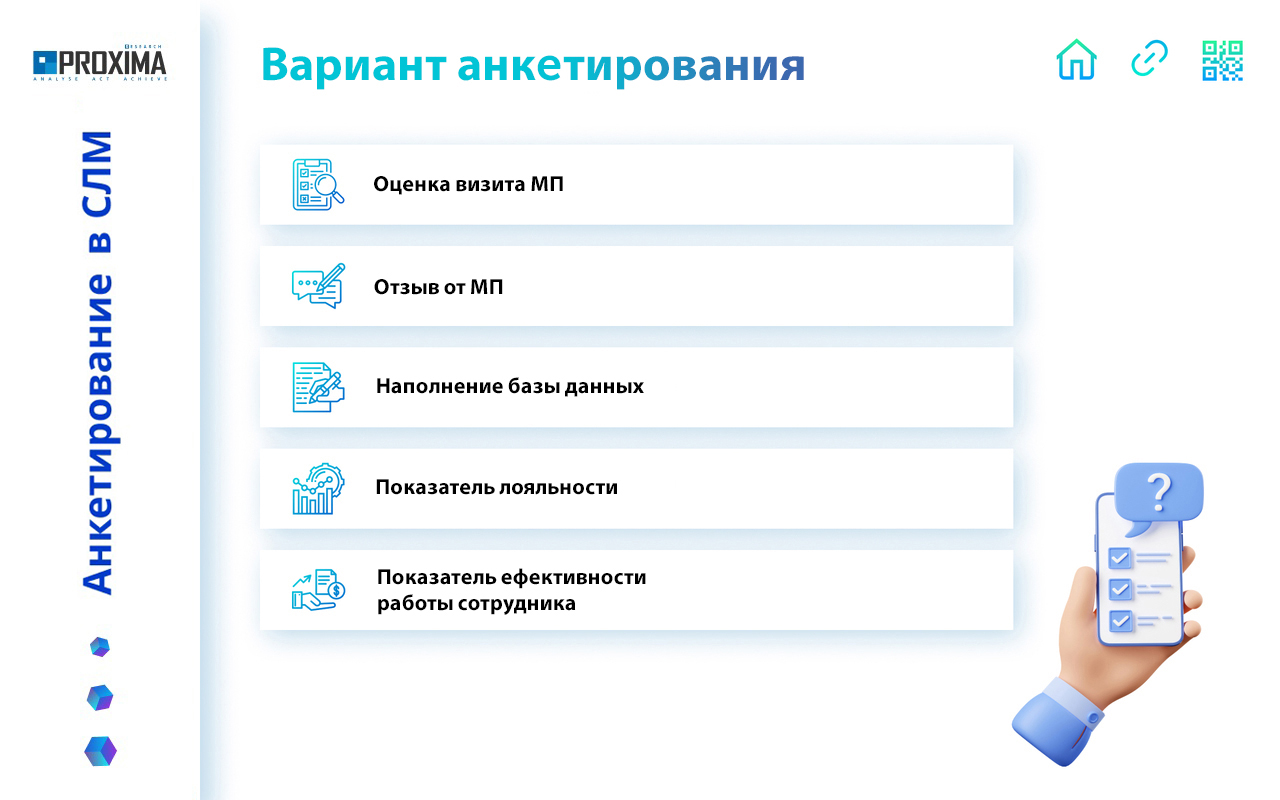 RESEARCH
PROXIMA
ANALYSE ACT ACHIEVE
Анкетирование в СЛМ
Вариант анкетирования
Оценка визита МП
Отзыв от МП
Наполнение базы данных
Показатель лояльности
Показатель ефективности
работы сотрудника
?